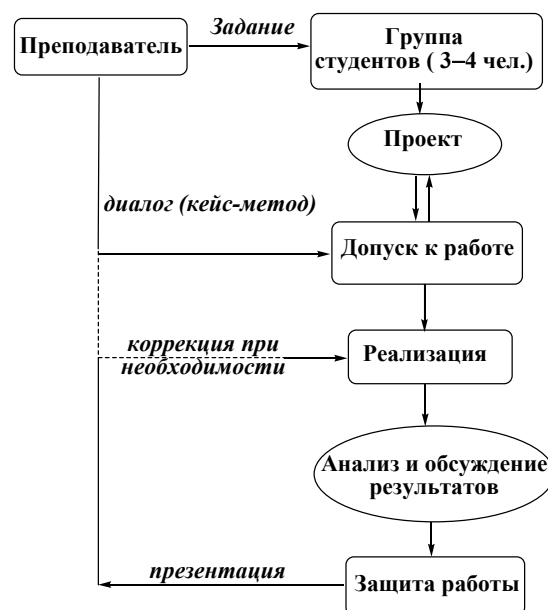 Преподаватель
Задание
Группа
студентов ( 3–4 чел.)
Проект
диалог (кейс-метод)
Допуск к работе
коррекция при
необходимости
Реализация
Анализ и обсуждение
результатов
презентация
Защита работы